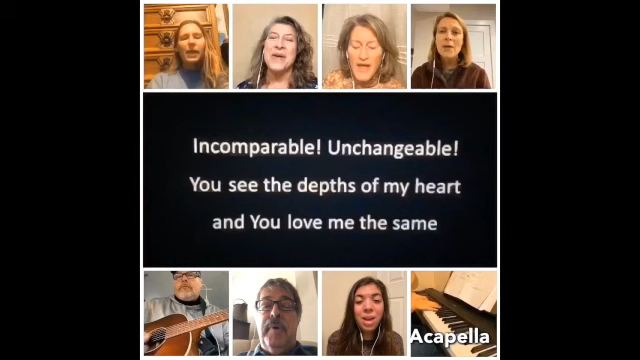 Incomparable! Unchangeable!
You see the depths of my heart
and You love me the same
Acapella